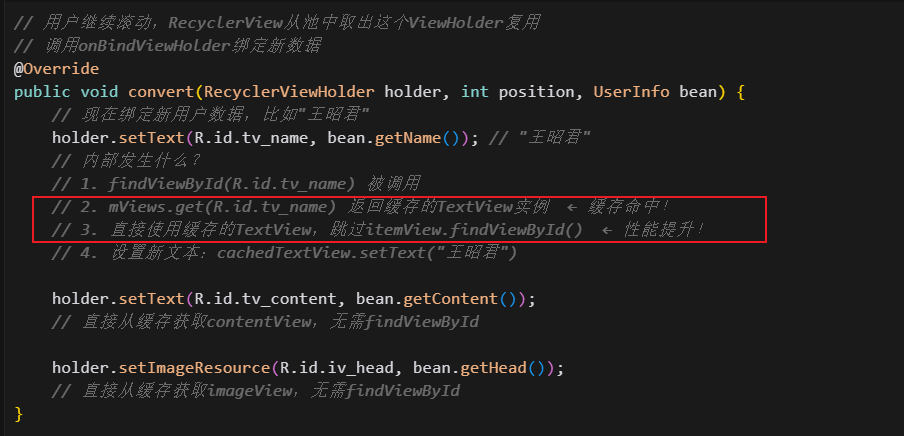 // 用户继续滚动，RecyclerView从池中取出这个ViewHolder复用
// 调用onBindViewHolder绑定新数据
@Override
public void convert(RecyclerViewHolder holder, int position, UserInfo bean) {
// 现在绑定新用户数据，比如"王昭君"
holder.setText(R.id.tv_name, bean.getName()); // "王昭君"
// 内部发生什么？
// 1. findViewById(R.id.tv_name) 被调用
// 2. mViews.get(R.id.tv_name) 返回缓存的TextView实例 ← 缓存命中！
// 3. 直接使用缓存的TextView，跳过itemView.findViewById() ← 性能提升！
// 4. 设置新文本：cachedTextView.setText("王昭君")
holder.setText(R.id.tv_content, bean.getContent());
// 直接从缓存获取contentView，无需findViewById
holder.setImageResource(R.id.iv_head, bean.getHead());
// 直接从缓存获取imageView，无需findViewById
}